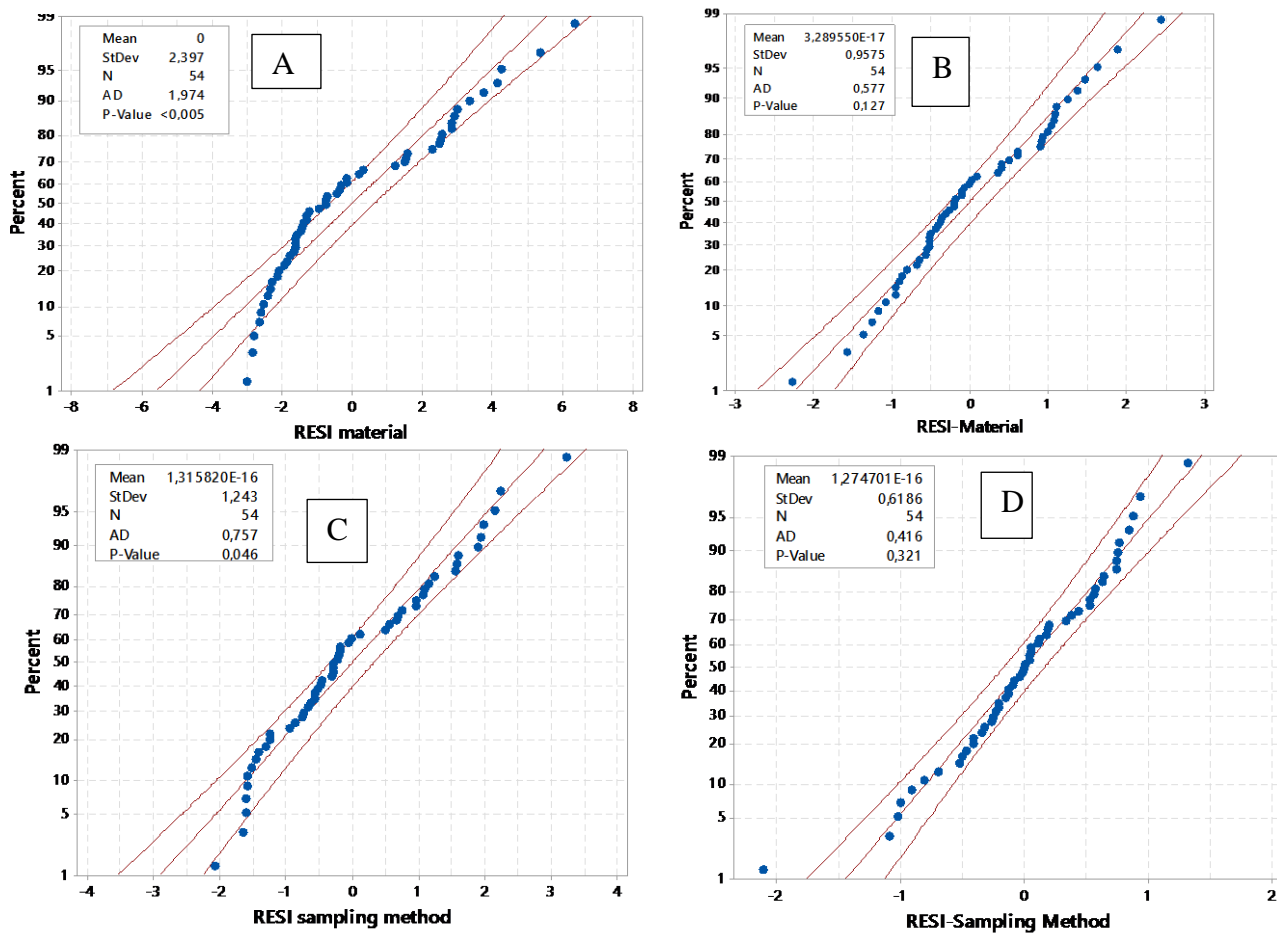 Mean 0
StDev 2,397
N 54
AD 1,974
P-Value <0,005
A
Percent
99
95
90
80
70
60
50
40
30
20
10
5
1
-8 -6 -4 -2 0 2 4 6 8
RESI material
Mean 3,289550E-17
StDev 0,9575
N 54
AD 0,577
P-Value 0,127
B
Percent
99
95
90
80
70
60
50
40
30
20
10
5
1
-3 -2 -1 0 1 2 3
RESI-Material
Mean 1,315820E-16
StDev 1,243
N 54
AD 0,757
P-Value 0,046
C
Percent
99
95
90
80
70
60
50
40
30
20
10
5
1
-4 -3 -2 -1 0 1 2 3 4
RESI sampling method
Mean 1,274701E-16
StDev 0,6186
N 54
AD 0,416
P-Value 0,321
D
Percent
99
95
90
80
70
60
50
40
30
20
10
5
1
-2 -1 0 1 2
RESI-Sampling Method